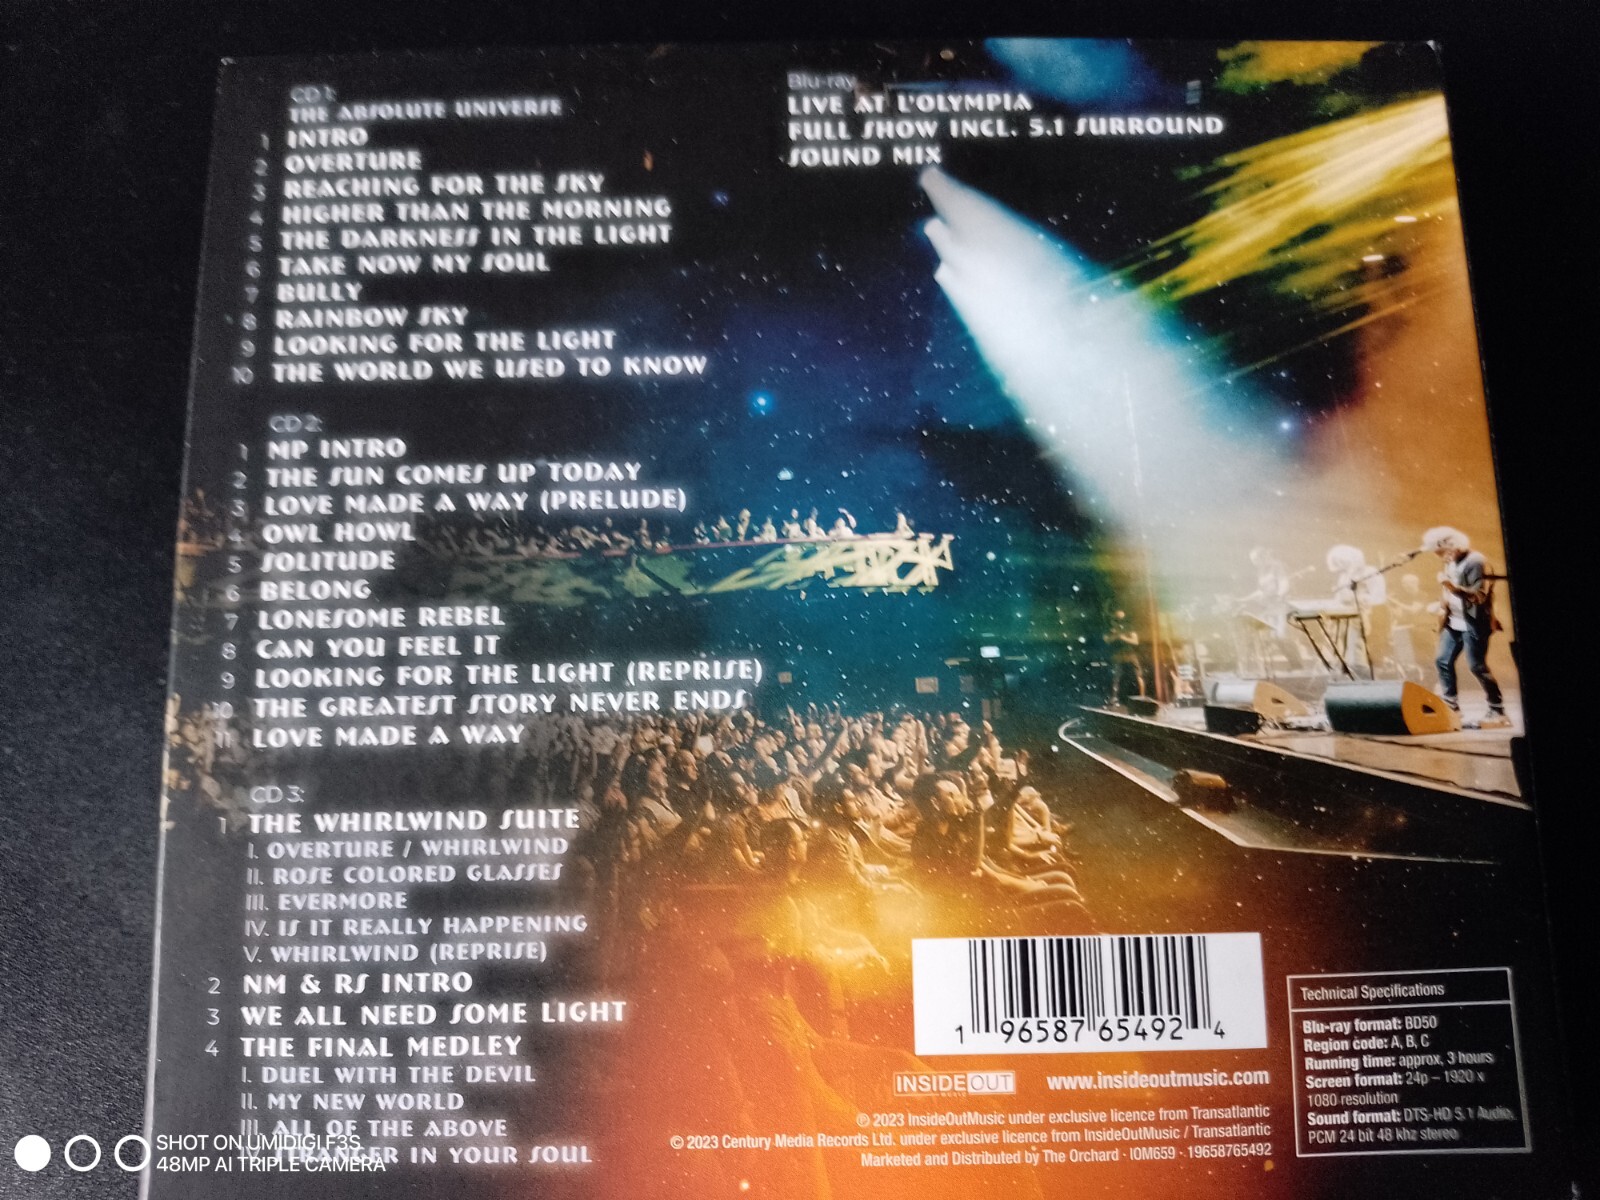 CD 1:
THE ABSOLUTE UNIVERSE
1 INTRO
2 OVERTURE
3 REACHING FOR THE SKY
4 HIGHER THAN THE MORNING
5 THE DARKNESS IN THE LIGHT
6 TAKE NOW MY SOUL
7 BULLY
8 RAINBOW SKY
9 LOOKING FOR THE LIGHT
10 THE WORLD WE USED TO KNOW
CD 2:
1 MP INTRO
2 THE SUN COMES UP TODAY
3 LOVE MADE A WAY (PRELUDE)
4 OWL HOWL
5 SOLITUDE
6 BELONG
7 LONESOME REBEL
8 CAN YOU FEEL IT
9 LOOKING FOR THE LIGHT (REPRISE)
10 THE GREATEST STORY NEVER ENDS
11 LOVE MADE A WAY
CD 3:
1 THE WHIRLWIND SUITE
I. OVERTURE / WHIRLWIND
II. ROSE COLORED GLASSES
III. EVERMORE
IV. IS IT REALLY HAPPENING
V. WHIRLWIND (REPRISE)
2 NM & RS INTRO
3 WE ALL NEED SOME LIGHT
4 THE FINAL MEDLEY
I. DUEL WITH THE DEVIL
II. MY NEW WORLD
III. ALL OF THE ABOVE
IV. STRANGER IN YOUR SOUL
Blu-ray
LIVE AT L'OLYMPIA
FULL SHOW INCL. 5.1 SURROUND
SOUND MIX
1 96587 65492 4
INSIDEOUT
MUSIC
www.insideoutmusic.com
℗ 2023 InsideOutMusic under exclusive licence from Transatlantic
© 2023 Century Media Records Ltd. under exclusive licence from InsideOutMusic / Transatlantic
Marketed and Distributed by The Orchard · IOM659 · 19658765492
Technical Specifications
Blu-ray format: BD50
Region code: A, B, C
Running time: approx. 3 hours
Screen format: 24p – 1920 x
1080 resolution
Sound format: DTS-HD 5.1 Audio,
PCM 24 bit 48 khz stereo
SHOT ON UMIDIGI F3S
48MP AI TRIPLE CAMERA